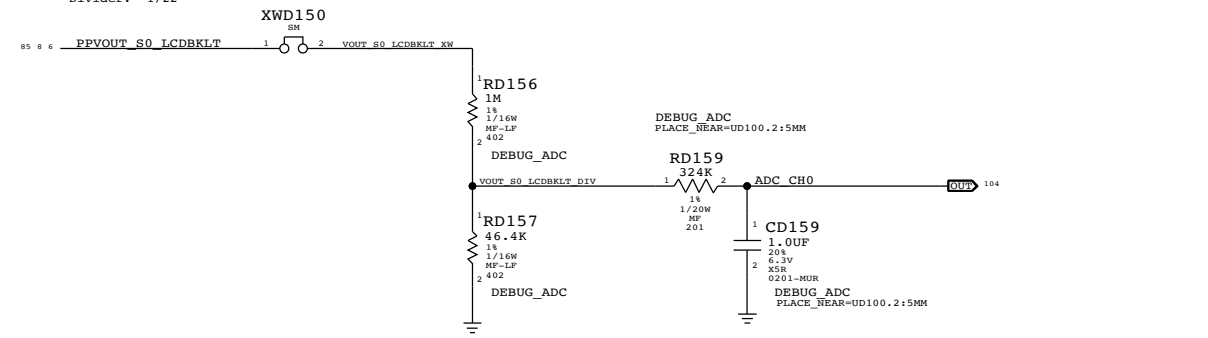 Divider: 1/22
XWD150
SM
85 8 6
PPVOUT_S0_LCDBKLT
1
2
VOUT_S0_LCDBKLT_XW
1
RD156
1M
1%
1/16W
MF-LF
402
2
DEBUG_ADC
DEBUG_ADC
PLACE_NEAR=UD100.2:5MM
RD159
324K
VOUT_S0_LCDBKLT_DIV
1
2
ADC_CH0
OUT
104
1%
1/20W
MF
201
1
RD157
46.4K
1%
1/16W
MF-LF
402
2
DEBUG_ADC
1
CD159
1.0UF
20%
6.3V
X5R
0201-MUR
2
DEBUG_ADC
PLACE_NEAR=UD100.2:5MM